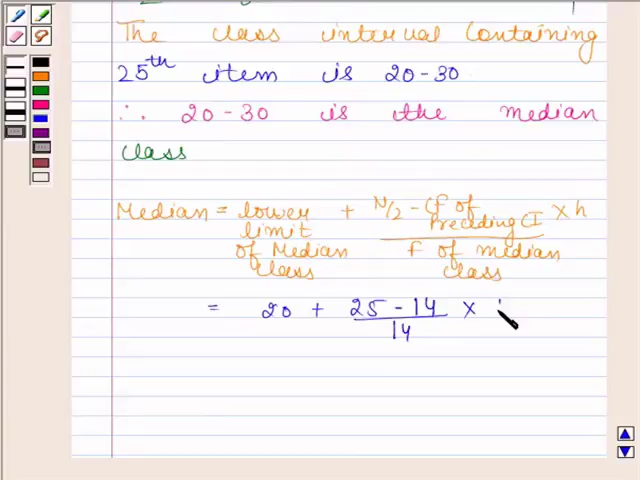 The class interval Containing
25th item is 20-30
∴ 20-30 is the median
class
Median = lower limit of Median class + N/2 - Cf of Preceding CI / f of median class × h
= 20 + 25-14 / 14 ×